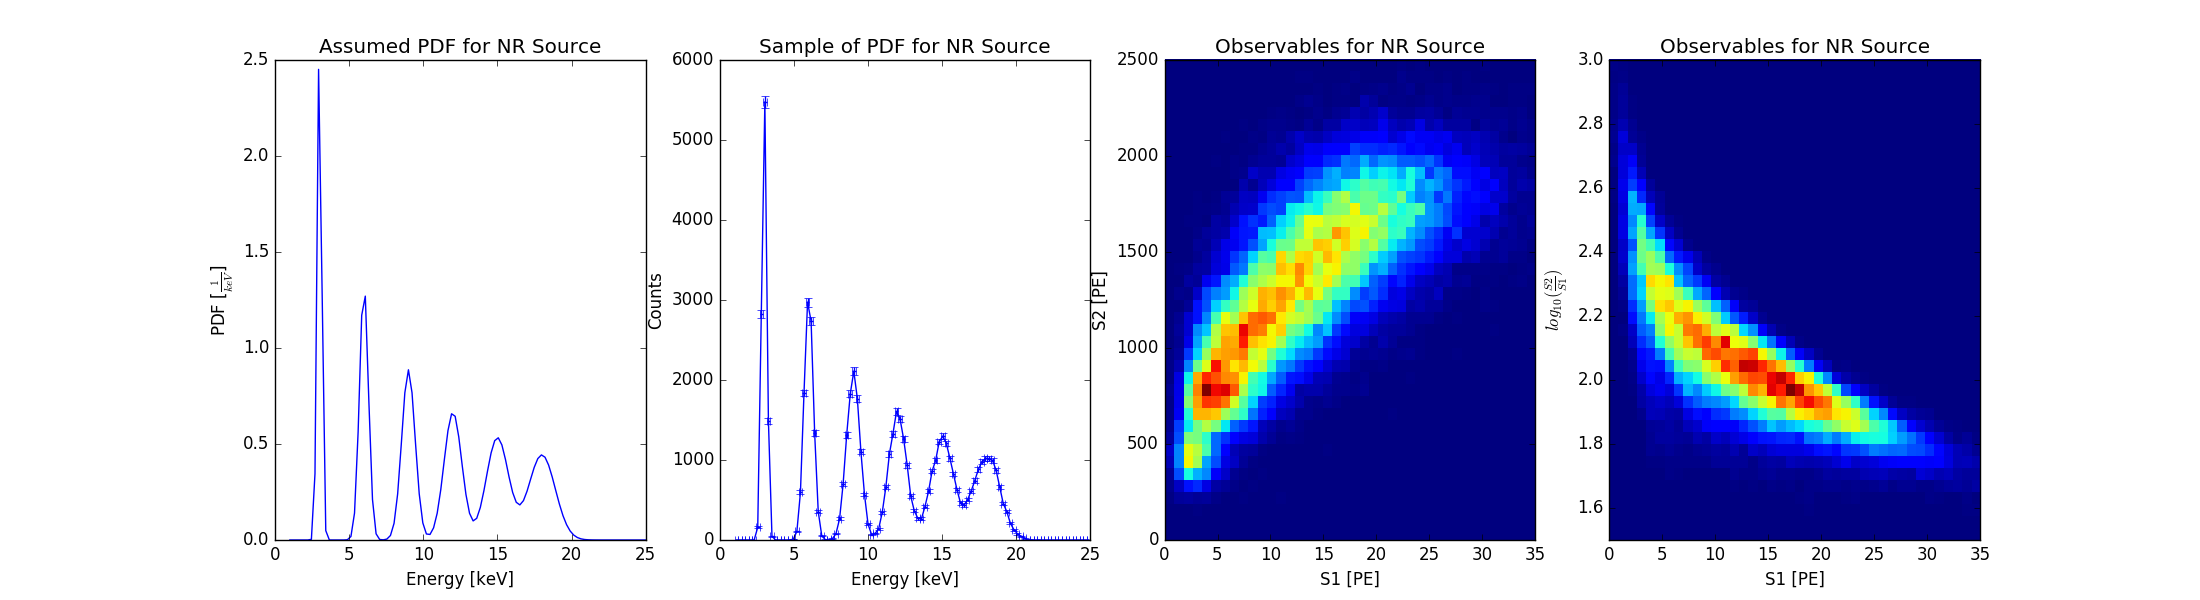 Assumed PDF for NR Source
2.5
2.0
1.5
1.0
0.5
0.0
PDF [1/keV]
0 5 10 15 20 25
Energy [keV]
Sample of PDF for NR Source
6000
5000
4000
3000
2000
1000
0
Counts
0 5 10 15 20 25
Energy [keV]
Observables for NR Source
2500
2000
1500
1000
500
0
S2 [PE]
0 5 10 15 20 25 30 35
S1 [PE]
Observables for NR Source
3.0
2.8
2.6
2.4
2.2
2.0
1.8
1.6
log10(S2/S1)
0 5 10 15 20 25 30 35
S1 [PE]